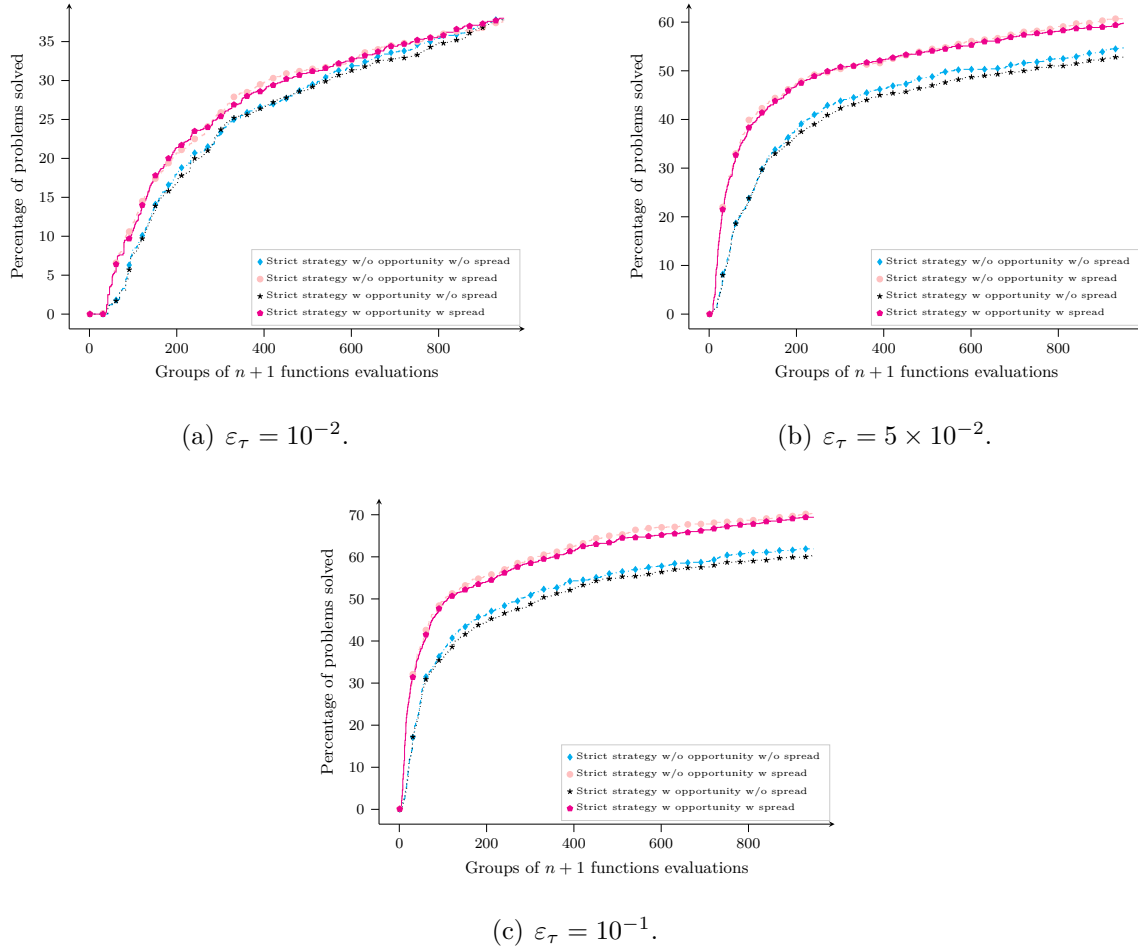 Percentage of problems solved
35
30
25
20
15
10
5
0
0 200 400 600 800
Groups of n + 1 functions evaluations
Strict strategy w/o opportunity w/o spread
Strict strategy w/o opportunity w spread
Strict strategy w opportunity w/o spread
Strict strategy w opportunity w spread
(a) ετ = 10⁻².
Percentage of problems solved
60
50
40
30
20
10
0
0 200 400 600 800
Groups of n + 1 functions evaluations
Strict strategy w/o opportunity w/o spread
Strict strategy w/o opportunity w spread
Strict strategy w opportunity w/o spread
Strict strategy w opportunity w spread
(b) ετ = 5 × 10⁻².
Percentage of problems solved
70
60
50
40
30
20
10
0
0 200 400 600 800
Groups of n + 1 functions evaluations
Strict strategy w/o opportunity w/o spread
Strict strategy w/o opportunity w spread
Strict strategy w opportunity w/o spread
Strict strategy w opportunity w spread
(c) ετ = 10⁻¹.